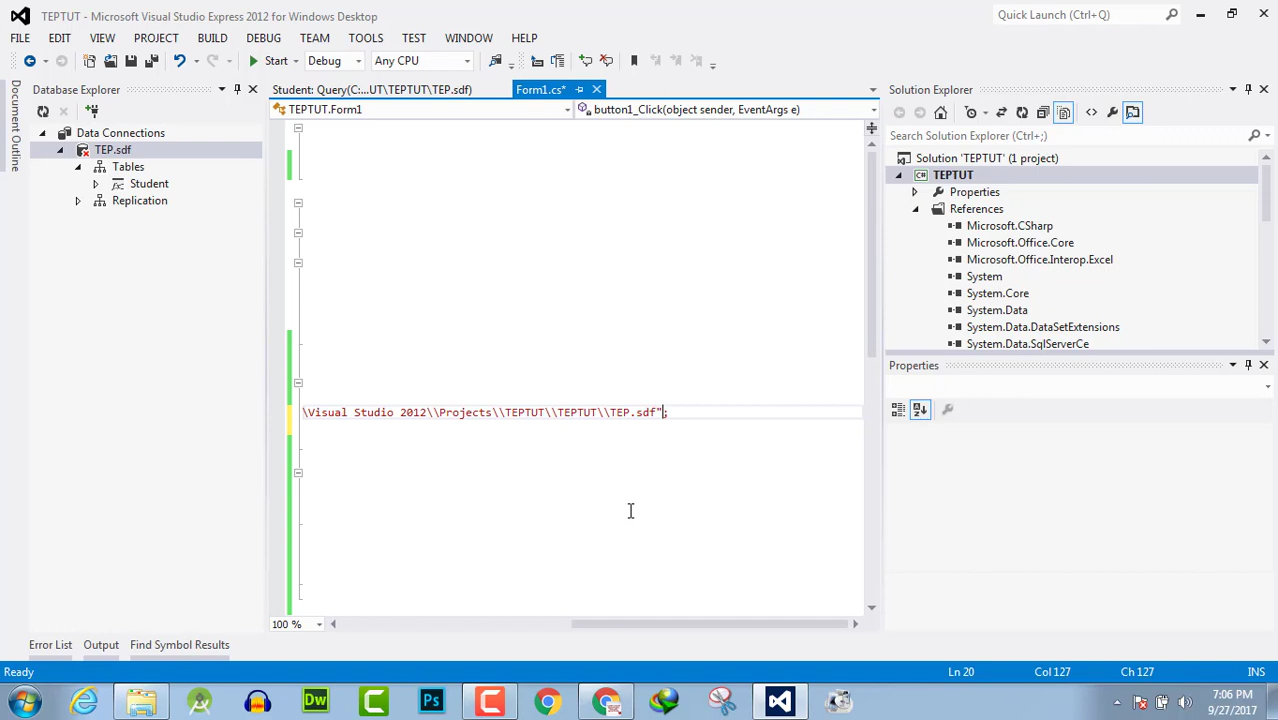 TEPTUT - Microsoft Visual Studio Express 2012 for Windows Desktop
Quick Launch (Ctrl+Q)
FILE EDIT VIEW PROJECT BUILD DEBUG TEAM TOOLS TEST WINDOW HELP
Start Debug Any CPU
Document Outline
Database Explorer
Data Connections
TEP.sdf
Tables
Student
Replication
Student: Query(C:...UT\TEPTUT\TEP.sdf) Form1.cs*
TEPTUT.Form1 button1_Click(object sender, EventArgs e)
\Visual Studio 2012\\Projects\\TEPTUT\\TEPTUT\\TEP.sdf";
100 %
Solution Explorer
Search Solution Explorer (Ctrl+;)
Solution 'TEPTUT' (1 project)
C# TEPTUT
Properties
References
Microsoft.CSharp
Microsoft.Office.Core
Microsoft.Office.Interop.Excel
System
System.Core
System.Data
System.Data.DataSetExtensions
System.Data.SqlServerCe
Properties
Error List Output Find Symbol Results
Ready Ln 20 Col 127 Ch 127 INS
Dw Ps
7:06 PM
9/27/2017